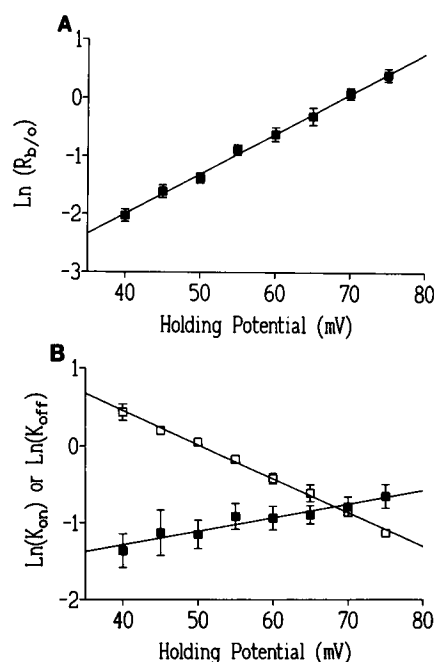 A
1
0
-1
-2
-3
Ln (R_b/o)
40 50 60 70 80
Holding Potential (mV)
B
1
0
-1
-2
Ln(K_on) or Ln(K_off)
40 50 60 70 80
Holding Potential (mV)